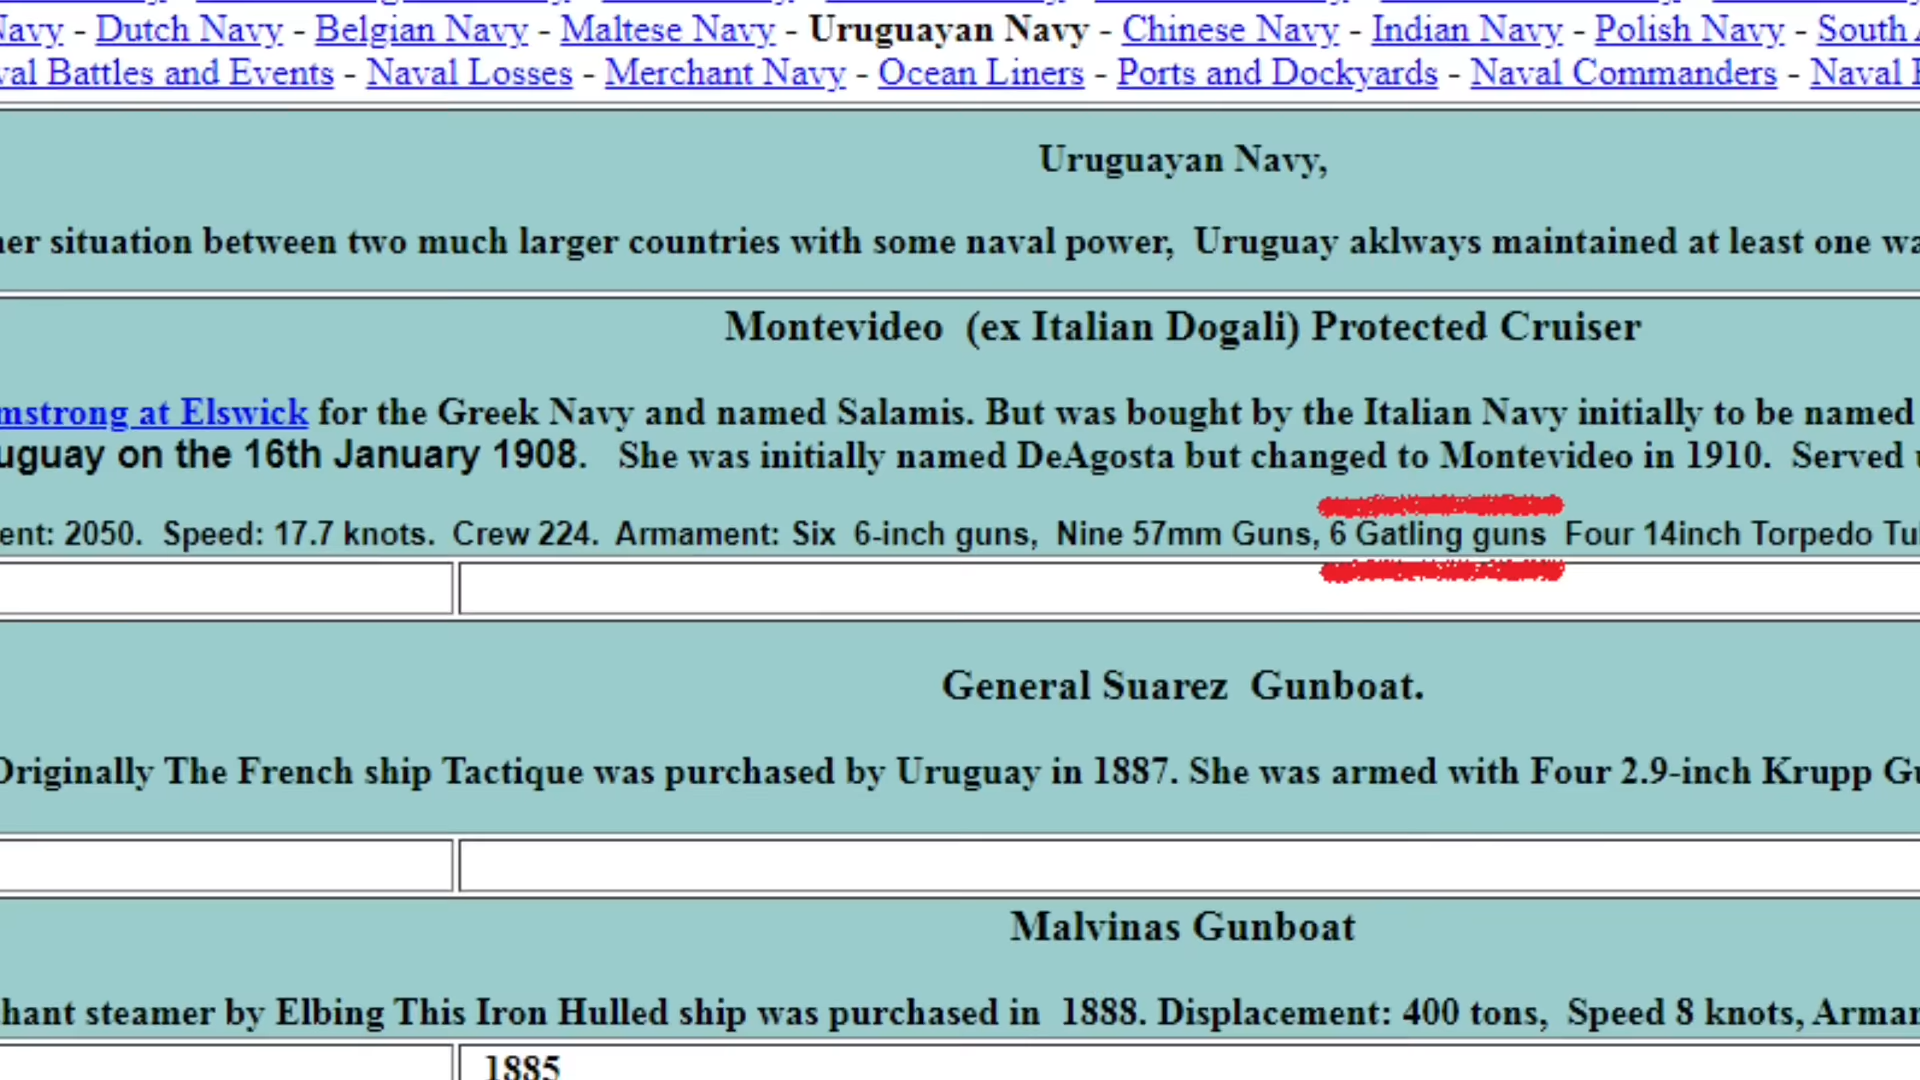 Navy - Dutch Navy - Belgian Navy - Maltese Navy - Uruguayan Navy - Chinese Navy - Indian Navy - Polish Navy - South
val Battles and Events - Naval Losses - Merchant Navy - Ocean Liners - Ports and Dockyards - Naval Commanders - Naval
Uruguayan Navy,
her situation between two much larger countries with some naval power, Uruguay aklways maintained at least one wa
Montevideo (ex Italian Dogali) Protected Cruiser
mstrong at Elswick for the Greek Navy and named Salamis. But was bought by the Italian Navy initially to be named
uguay on the 16th January 1908. She was initially named DeAgosta but changed to Montevideo in 1910. Served
ent: 2050. Speed: 17.7 knots. Crew 224. Armament: Six 6-inch guns, Nine 57mm Guns, 6 Gatling guns Four 14inch Torpedo Tu
General Suarez Gunboat.
Originally The French ship Tactique was purchased by Uruguay in 1887. She was armed with Four 2.9-inch Krupp Gu
Malvinas Gunboat
hant steamer by Elbing This Iron Hulled ship was purchased in 1888. Displacement: 400 tons, Speed 8 knots, Armam
1885